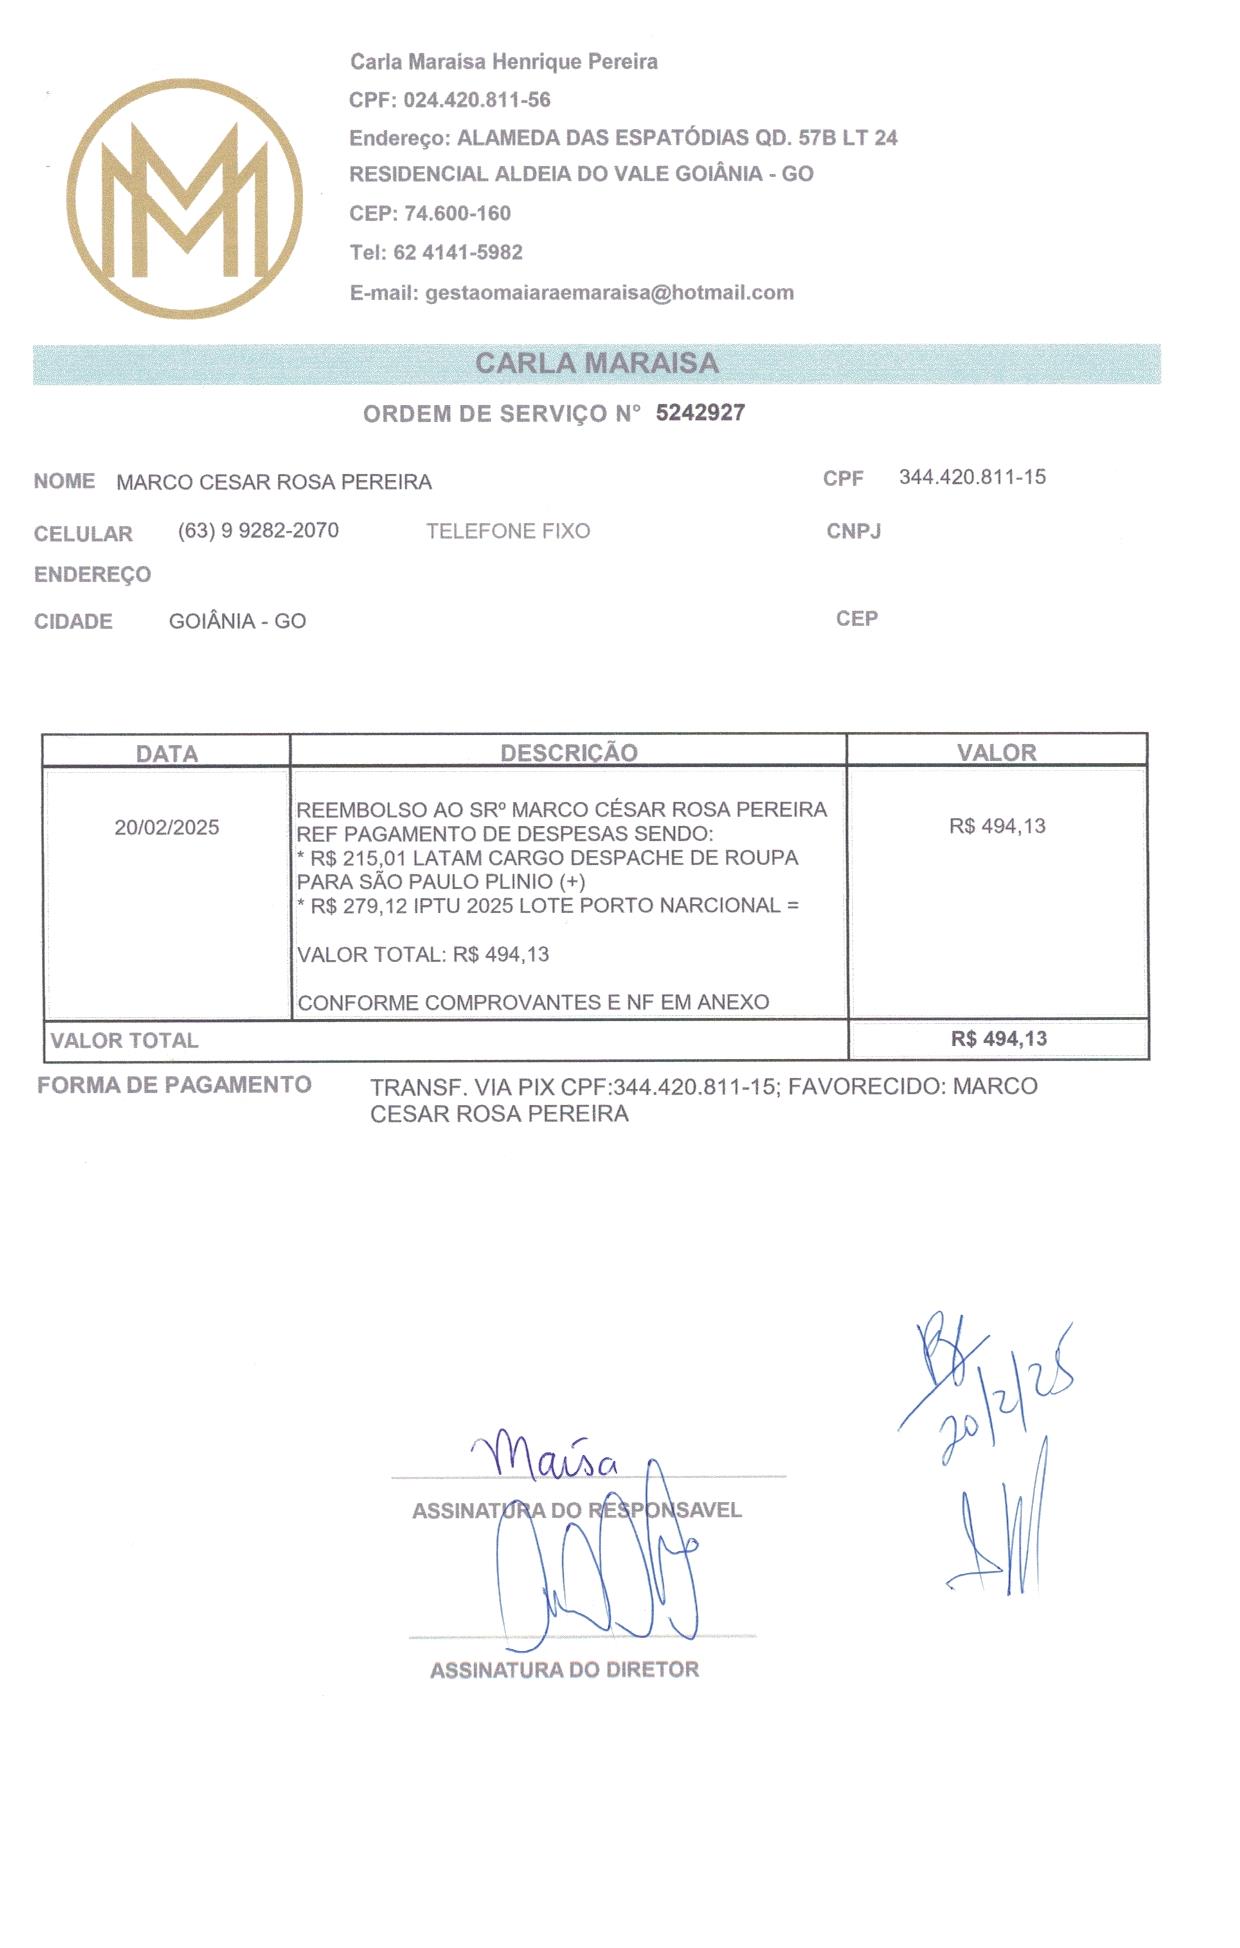 Carla Maraisa Henrique Pereira
CPF: 024.420.811-56
Endereço: ALAMEDA DAS ESPATÓDIAS QD. 57B LT 24
RESIDENCIAL ALDEIA DO VALE GOIÂNIA - GO
CEP: 74.600-160
Tel: 62 4141-5982
E-mail: gestaomaiaraemaraisa@hotmail.com
CARLA MARAISA
ORDEM DE SERVIÇO N° 5242927
NOME MARCO CESAR ROSA PEREIRA CPF 344.420.811-15
CELULAR (63) 9 9282-2070 TELEFONE FIXO CNPJ
ENDEREÇO
CIDADE GOIÂNIA - GO CEP
DATA DESCRIÇÃO VALOR
REEMBOLSO AO SRº MARCO CÉSAR ROSA PEREIRA
20/02/2025 REF PAGAMENTO DE DESPESAS SENDO: R$ 494,13
* R$ 215,01 LATAM CARGO DESPACHE DE ROUPA
PARA SÃO PAULO PLINIO (+)
* R$ 279,12 IPTU 2025 LOTE PORTO NARCIONAL =
VALOR TOTAL: R$ 494,13
CONFORME COMPROVANTES E NF EM ANEXO
VALOR TOTAL R$ 494,13
FORMA DE PAGAMENTO TRANSF. VIA PIX CPF:344.420.811-15; FAVORECIDO: MARCO
CESAR ROSA PEREIRA
20/2/25
Maísa
ASSINATURA DO RESPONSAVEL
ASSINATURA DO DIRETOR